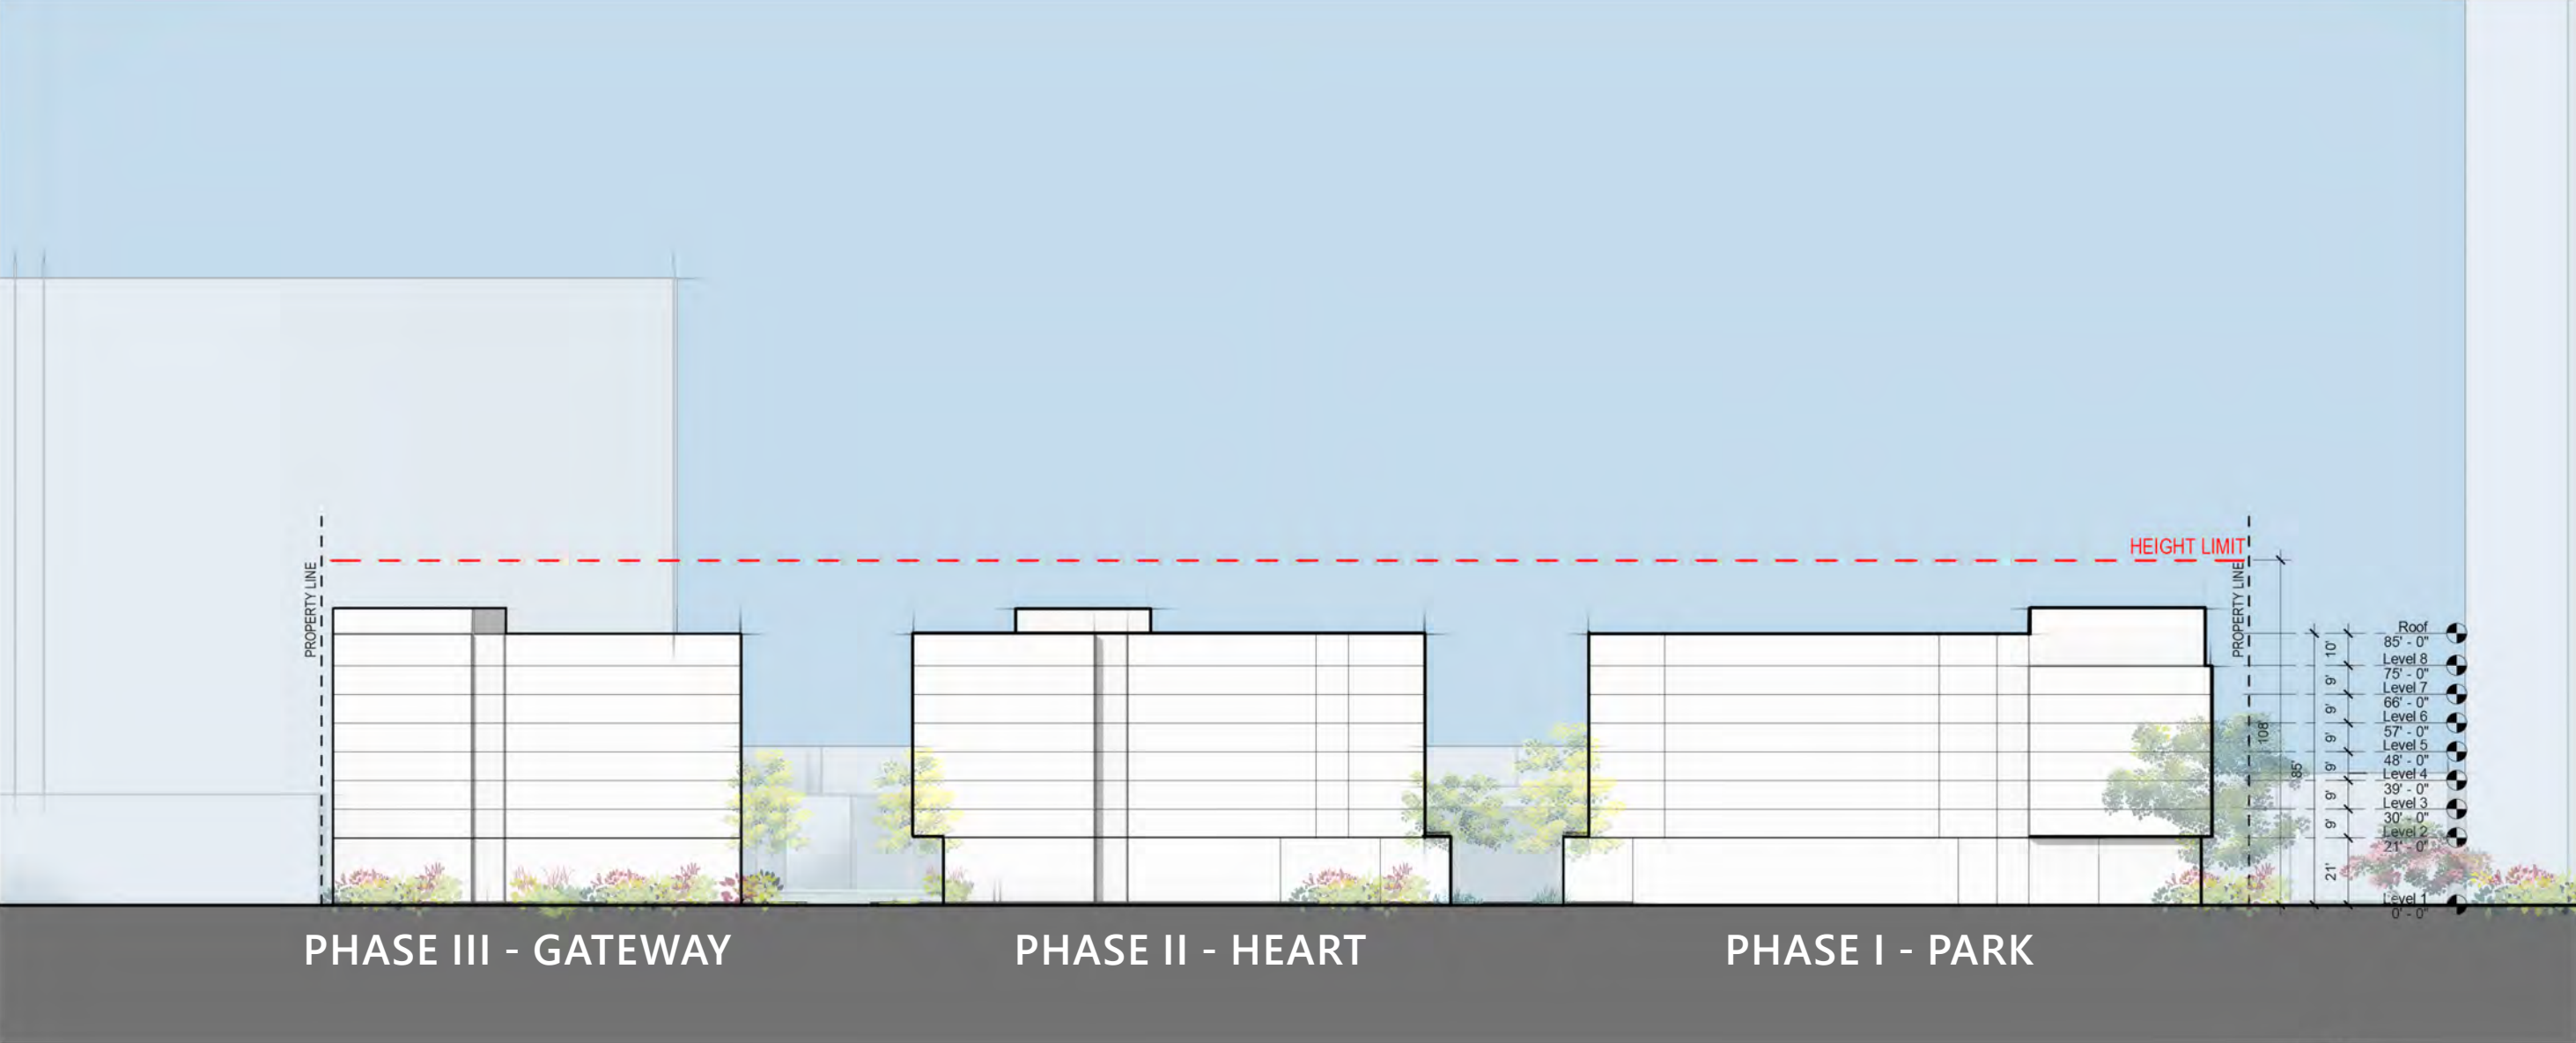 HEIGHT LIMIT
PROPERTY LINE
PROPERTY LINE
Roof
85' - 0"
Level 8
75' - 0"
Level 7
66' - 0"
Level 6
57' - 0"
Level 5
48' - 0"
Level 4
39' - 0"
Level 3
30' - 0"
Level 2
21' - 0"
Level 1
0' - 0"
10'
9'
9'
9'
9'
9'
9'
21'
108'
85'
PHASE III - GATEWAY
PHASE II - HEART
PHASE I - PARK